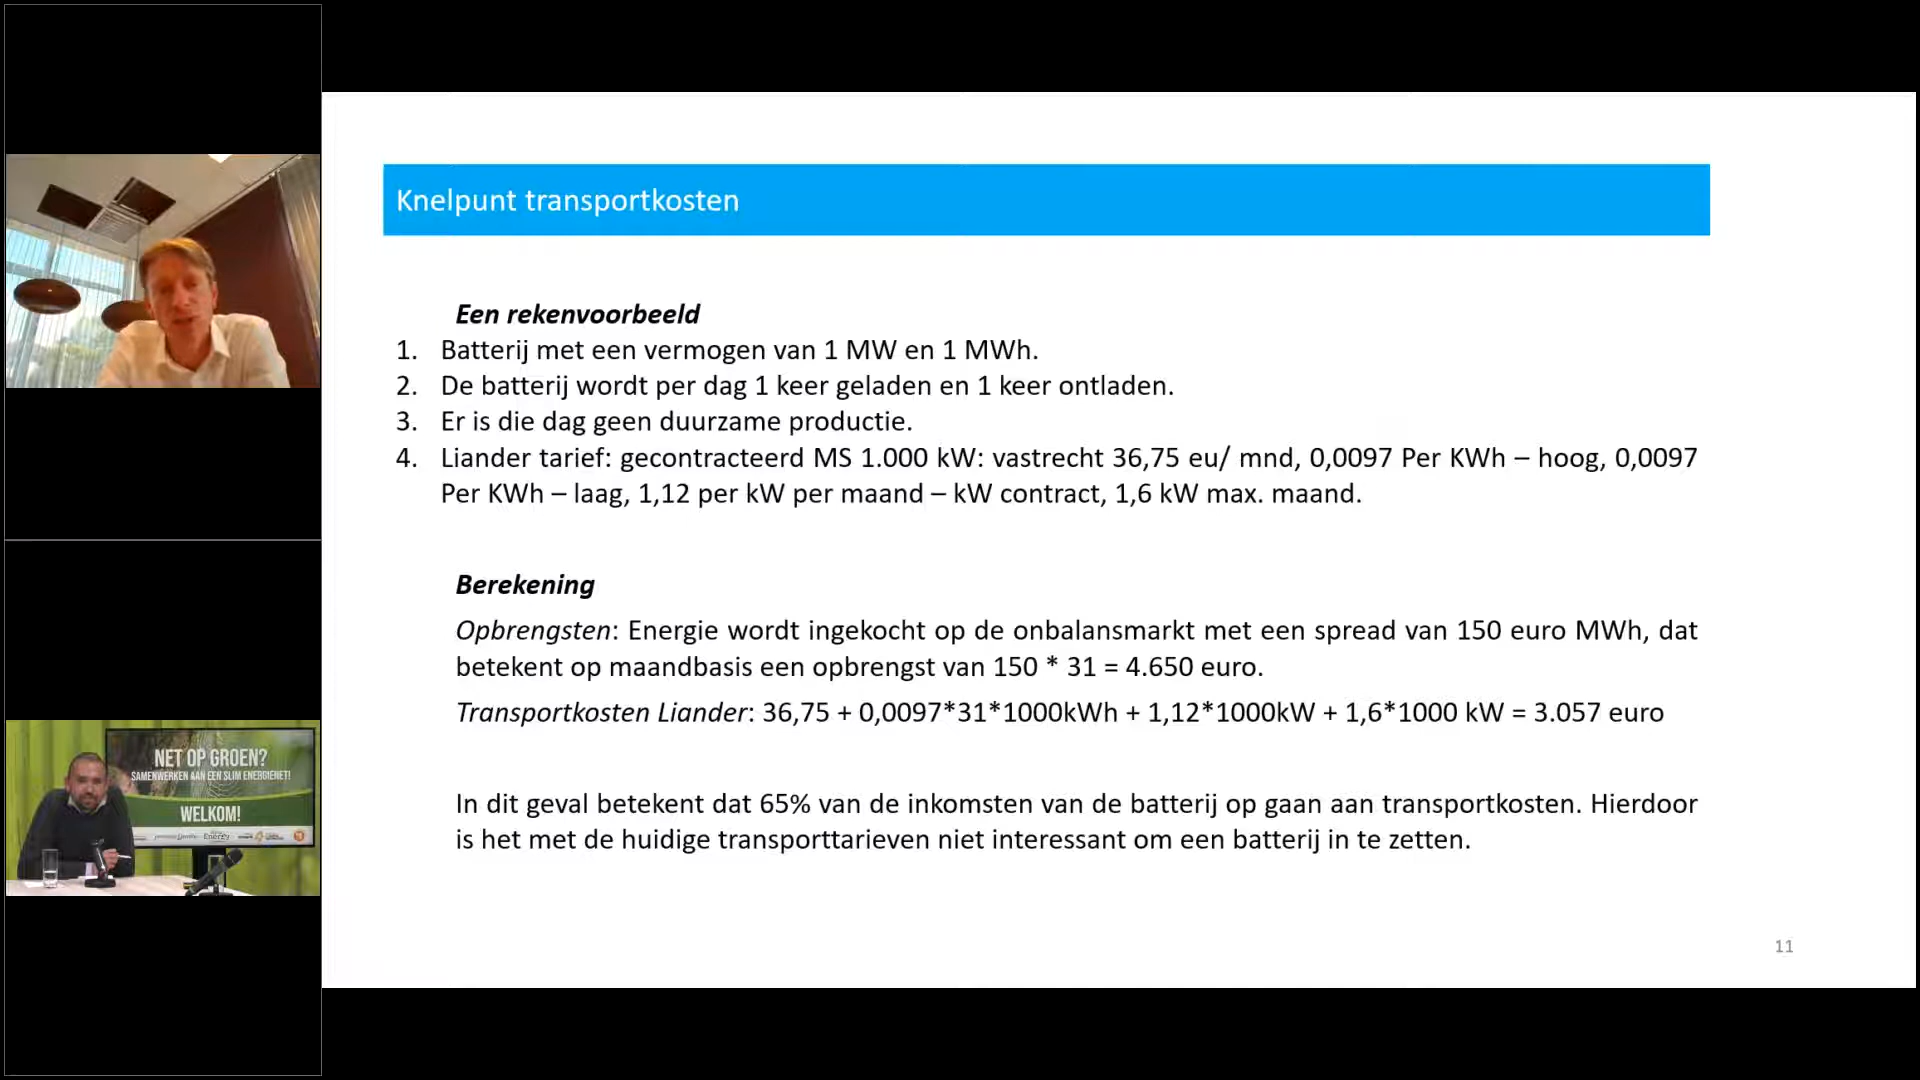 Knelpunt transportkosten
Een rekenvoorbeeld
1. Batterij met een vermogen van 1 MW en 1 MWh.
2. De batterij wordt per dag 1 keer geladen en 1 keer ontladen.
3. Er is die dag geen duurzame productie.
4. Liander tarief: gecontracteerd MS 1.000 kW: vastrecht 36,75 eu/ mnd, 0,0097 Per KWh – hoog, 0,0097
Per KWh – laag, 1,12 per kW per maand – kW contract, 1,6 kW max. maand.
Berekening
Opbrengsten: Energie wordt ingekocht op de onbalansmarkt met een spread van 150 euro MWh, dat
betekent op maandbasis een opbrengst van 150 * 31 = 4.650 euro.
Transportkosten Liander: 36,75 + 0,0097*31*1000kWh + 1,12*1000kW + 1,6*1000 kW = 3.057 euro
In dit geval betekent dat 65% van de inkomsten van de batterij op gaan aan transportkosten. Hierdoor
is het met de huidige transporttarieven niet interessant om een batterij in te zetten.
11
NET OP GROEN?
SAMENWERKEN AAN EEN SLIM ENERGIENET!
WELKOM!